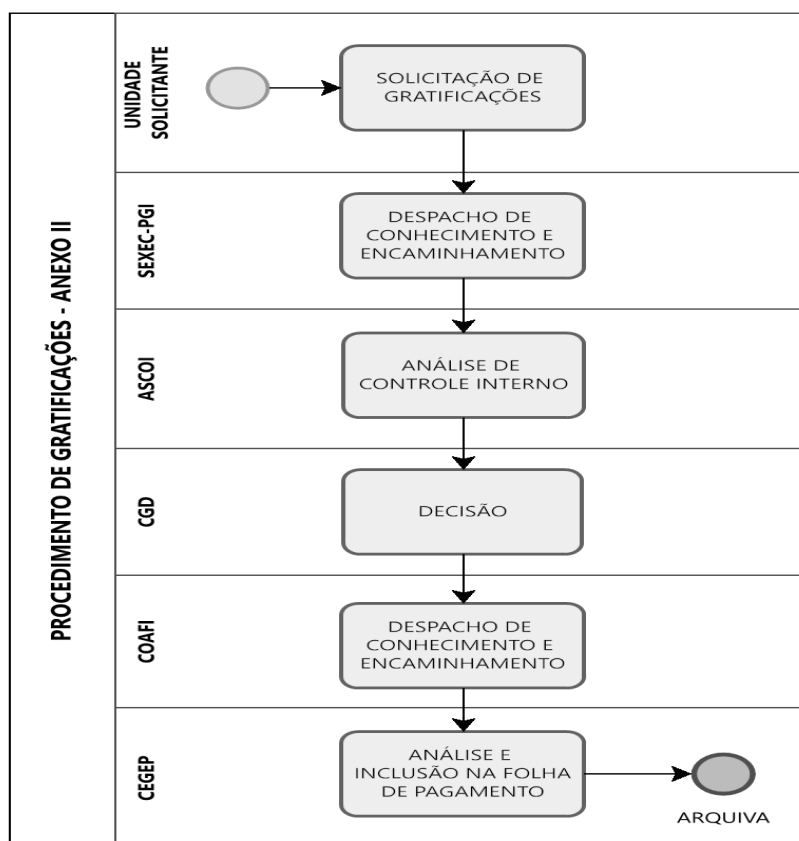 PROCEDIMENTO DE GRATIFICAÇÕES - ANEXO II
UNIDADE
SOLICITANTE
SOLICITAÇÃO DE
GRATIFICAÇÕES
SEXEC-PGI
DESPACHO DE
CONHECIMENTO E
ENCAMINHAMENTO
ASCOI
ANÁLISE DE
CONTROLE INTERNO
CGD
DECISÃO
COAFI
DESPACHO DE
CONHECIMENTO E
ENCAMINHAMENTO
CEGEP
ANÁLISE E
INCLUSÃO NA FOLHA
DE PAGAMENTO
ARQUIVA